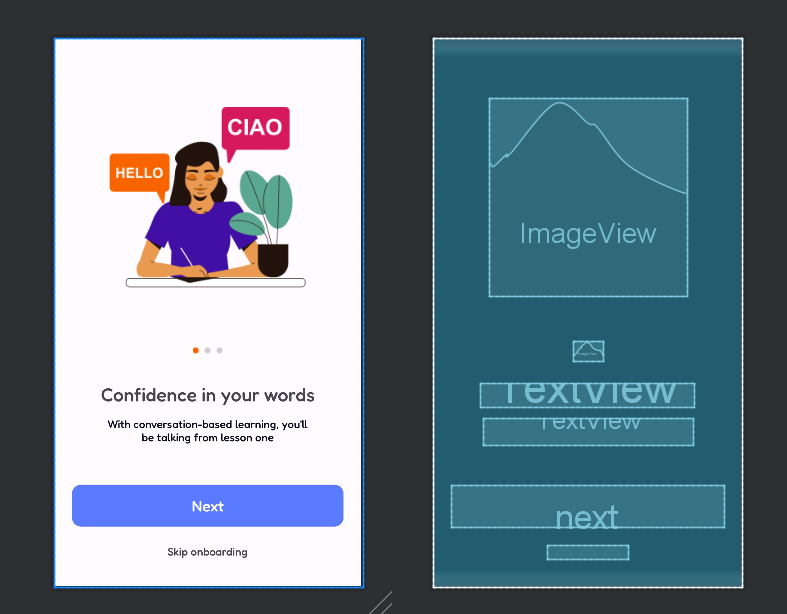 CIAO
HELLO
Confidence in your words
With conversation-based learning, you'll
be talking from lesson one
Next
Skip onboarding
ImageView
TextView
TextView
next